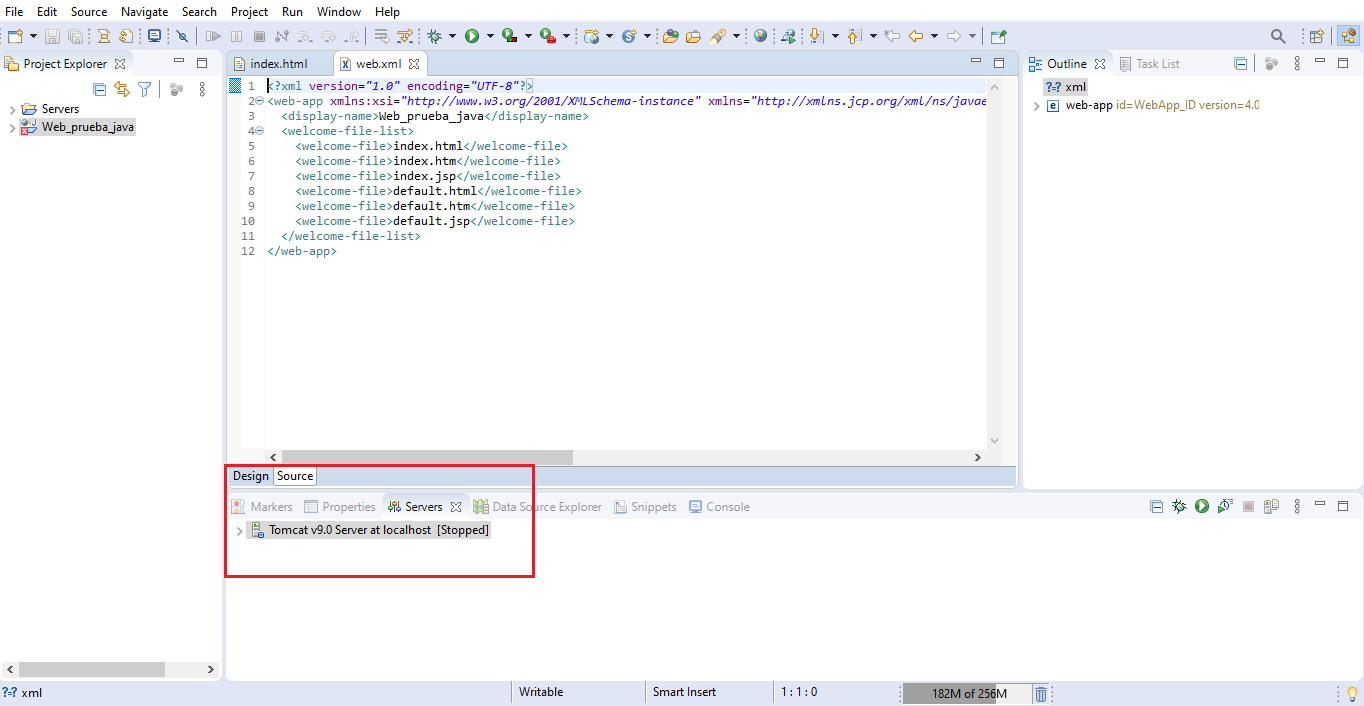 File Edit Source Navigate Search Project Run Window Help
Project Explorer
Servers
Web_prueba_java
index.html web.xml
1 <?xml version="1.0" encoding="UTF-8"?>
2 <web-app xmlns:xsi="http://www.w3.org/2001/XMLSchema-instance" xmlns="http://xmlns.jcp.org/xml/ns/javae
3 <display-name>Web_prueba_java</display-name>
4 <welcome-file-list>
5 <welcome-file>index.html</welcome-file>
6 <welcome-file>index.htm</welcome-file>
7 <welcome-file>index.jsp</welcome-file>
8 <welcome-file>default.html</welcome-file>
9 <welcome-file>default.htm</welcome-file>
10 <welcome-file>default.jsp</welcome-file>
11 </welcome-file-list>
12 </web-app>
Design Source
Outline Task List
?-? xml
web-app id=WebApp_ID version=4.0
Markers Properties Servers Data Source Explorer Snippets Console
Tomcat v9.0 Server at localhost [Stopped]
?-? xml Writable Smart Insert 1 : 1 : 0 182M of 256M